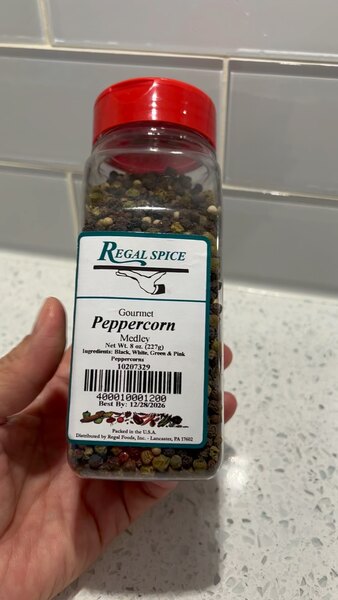 REGAL SPICE
Gourmet
Peppercorn
Medley
Net Wt. 8 oz. (227g)
Ingredients: Black, White, Green & Pink
Peppercorns
10207329
400010001200
Best By: 12/28/2026
Packed in the U.S.A.
Distributed by Regal Foods, Inc. - Lancaster, PA 17602